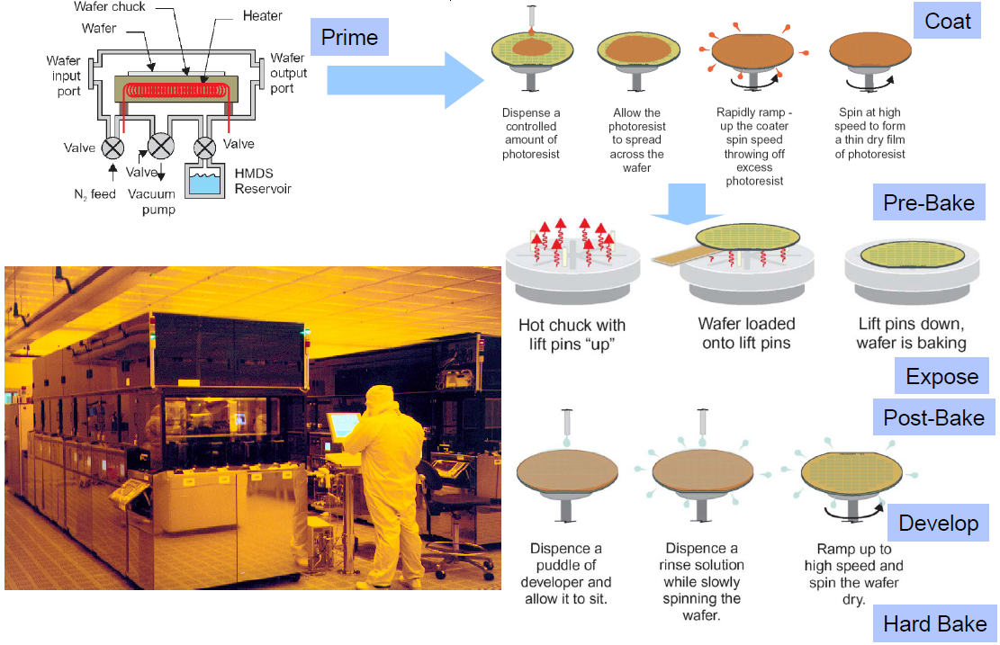 Wafer chuck
Wafer
Heater
Wafer
input
port
Wafer
output
port
Valve
Valve
Valve
N2 feed
Vacuum
pump
HMDS
Reservoir
Prime
Coat
Dispense a
controlled
amount of
photoresist
Allow the
photoresist
to spread
across the
wafer
Rapidly ramp -
up the coater
spin speed
throwing off
excess
photoresist
Spin at high
speed to form
a thin dry film
of photoresist
Pre-Bake
Hot chuck with
lift pins “up”
Wafer loaded
onto lift pins
Lift pins down,
wafer is baking
Expose
Post-Bake
Develop
Dispence a
puddle of
developer and
allow it to sit.
Dispence a
rinse solution
while slowly
spinning the
wafer.
Ramp up to
high speed and
spin the wafer
dry.
Hard Bake